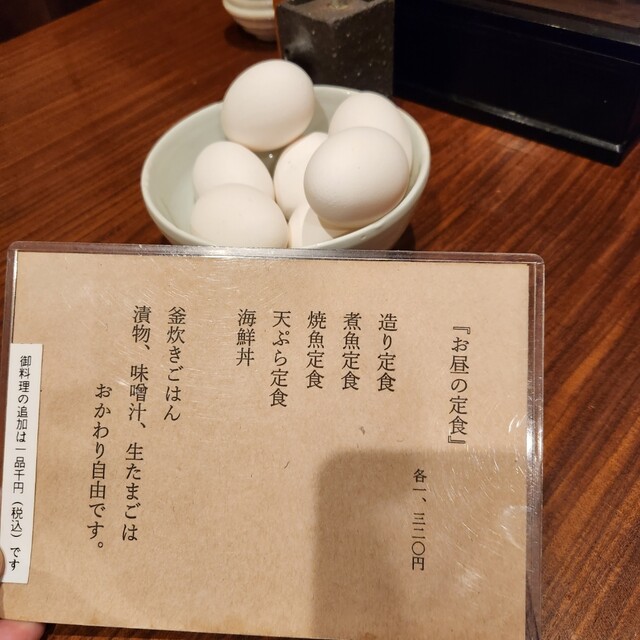 『お昼の定食』
各一、三二〇円
造り定食
煮魚定食
焼魚定食
天ぷら定食
海鮮丼
釜炊きごはん
漬物、味噌汁、生たまごは
おかわり自由です。
御料理の追加は一品千円（税込）です